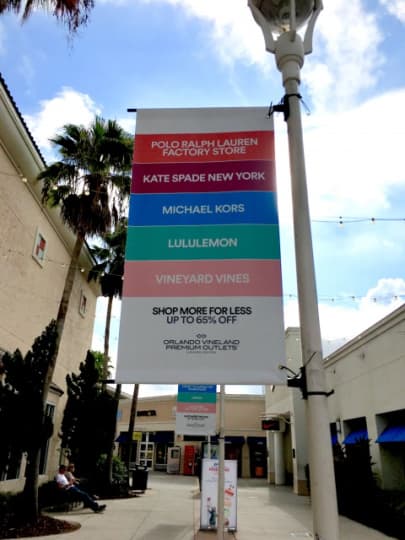 POLO RALPH LAUREN
FACTORY STORE
KATE SPADE NEW YORK
MICHAEL KORS
LULULEMON
VINEYARD VINES
SHOP MORE FOR LESS
UP TO 65% OFF
ORLANDO VINELAND
PREMIUM OUTLETS